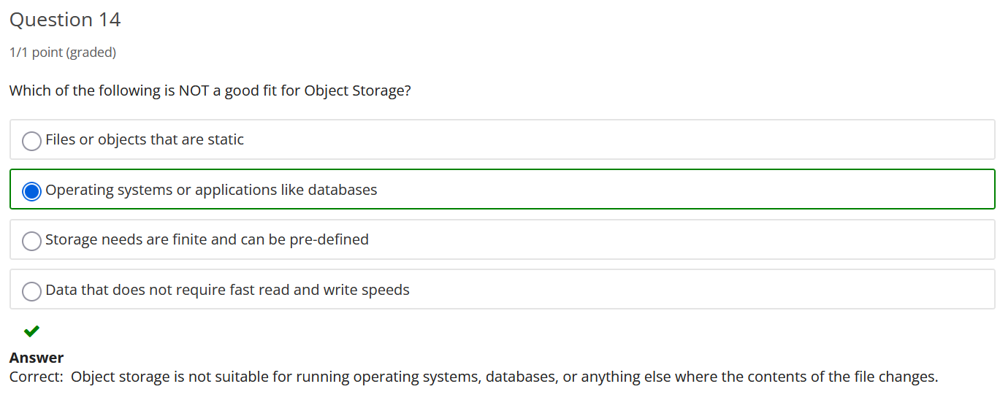 Question 14
1/1 point (graded)
Which of the following is NOT a good fit for Object Storage?
Files or objects that are static
Operating systems or applications like databases
Storage needs are finite and can be pre-defined
Data that does not require fast read and write speeds
Answer
Correct:  Object storage is not suitable for running operating systems, databases, or anything else where the contents of the file changes.